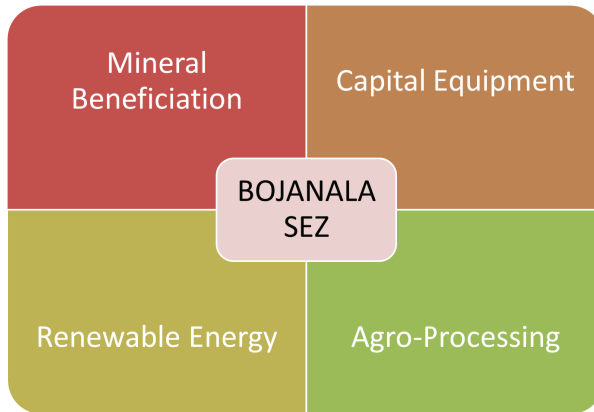 Mineral
Beneficiation
Capital Equipment
BOJANALA
SEZ
Renewable Energy
Agro-Processing